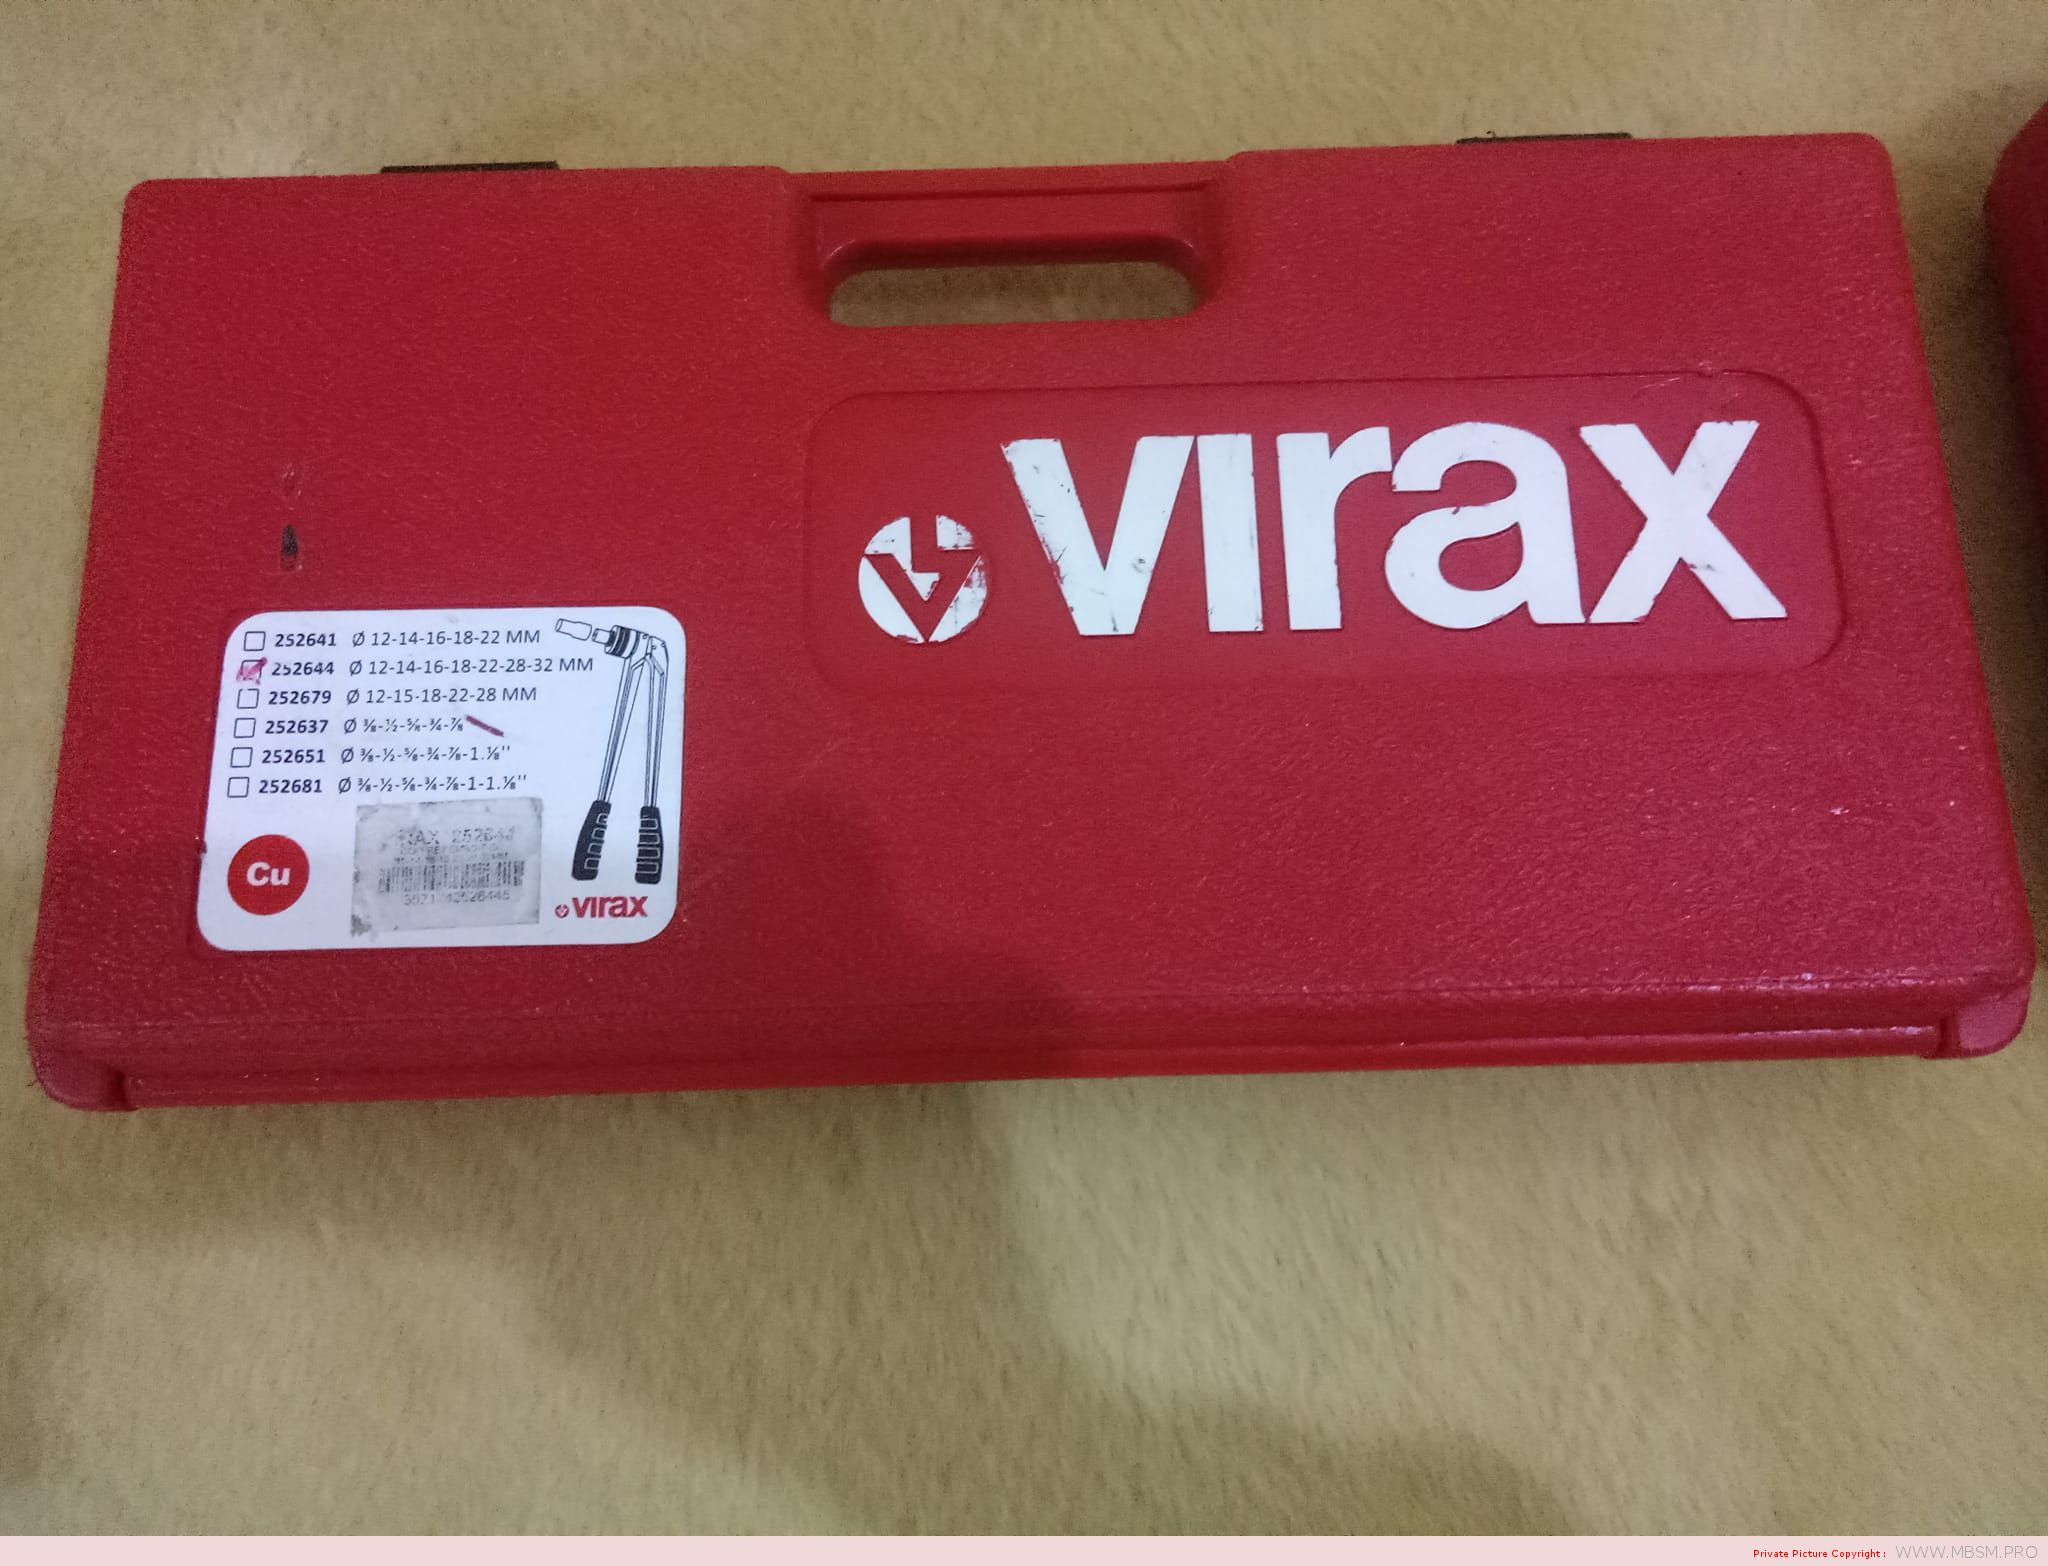 virax
252641 Ø 12-14-16-18-22 MM
252644 Ø 12-14-16-18-22-28-32 MM
252679 Ø 12-15-18-22-28 MM
252637 Ø ⅜-½-⅝-¾-⅞
252651 Ø ⅜-½-⅝-¾-⅞-1.⅛"
252681 Ø ⅜-½-⅝-¾-⅞-1-1.⅛"
Cu
virax
Private Picture Copyright : WWW.MBSM.PRO